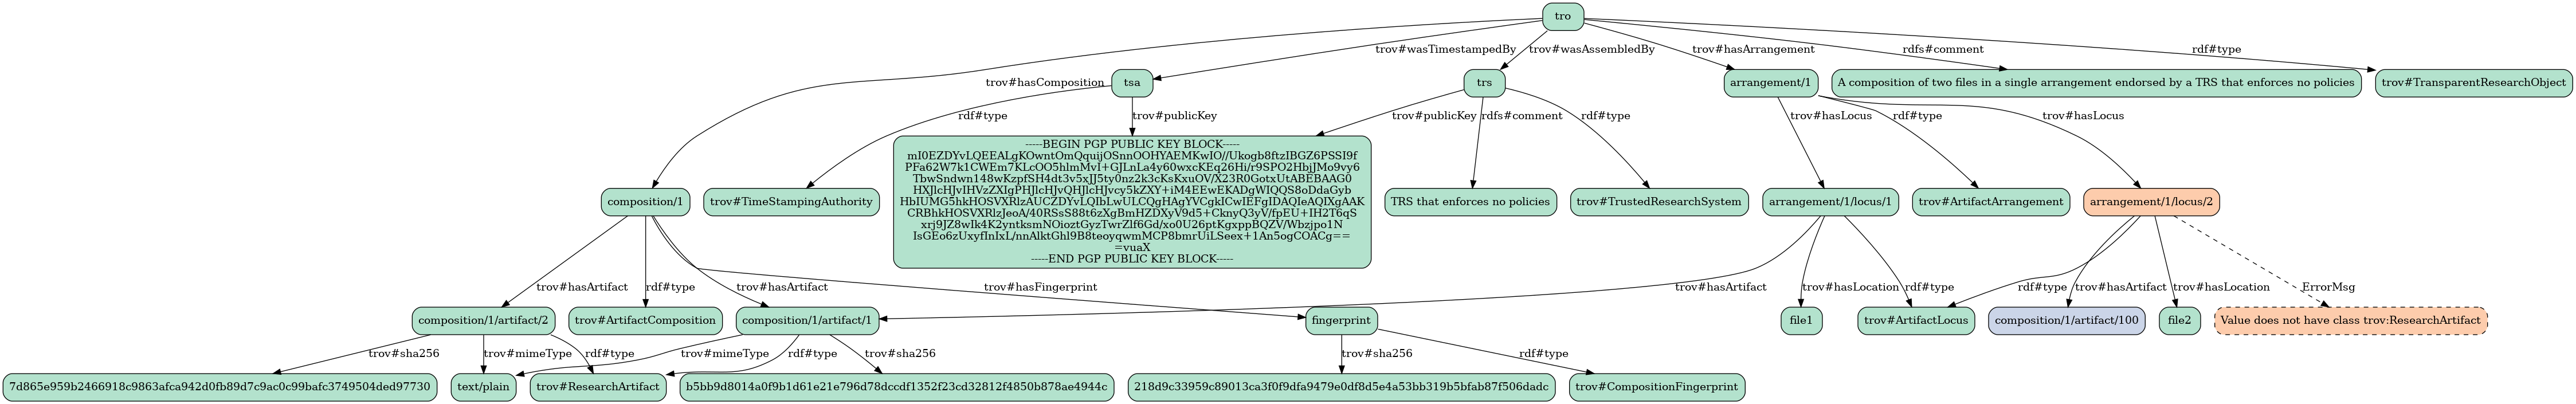 tro
trov#wasTimestampedBy
trov#wasAssembledBy
trov#hasArrangement
rdfs#comment
rdf#type
trov#hasComposition
tsa
trs
arrangement/1
A composition of two files in a single arrangement endorsed by a TRS that enforces no policies
trov#TransparentResearchObject
rdf#type
trov#publicKey
trov#publicKey
rdfs#comment
rdf#type
trov#hasLocus
rdf#type
trov#hasLocus
-----BEGIN PGP PUBLIC KEY BLOCK-----
mI0EZDYvLQEEALgKOwntOmQquijOSnnOOHYAEMKwIO//Ukogb8ftzIBGZ6PSSI9f
PFa62W7k1CWEm7KLcOO5hlmMvI+GJLnLa4y60wxcKEq26Hi/r9SPO2HbjJMo9vy6
TbwSndwn148wKzpfSH4dt3v5xJJ5ty0nz2k3cKsKxuOV/X23R0GotxUtABEBAAG0
HXJlcHJvIHVzZXIgPHJlcHJvQHJlcHJvcy5kZXY+iM4EEwEKADgWIQQS8oDdaGyb
HbIUMG5hkHOSVXRlzAUCZDYvLQIbLwULCQgHAgYVCgkICwIEFgIDAQIeAQIXgAAK
CRBhkHOSVXRlzJeoA/40RSsS88t6zXgBmHZDXyV9d5+CknyQ3yV/fpEU+IH2T6qS
xrj9JZ8wIk4K2yntksmNOioztGyzTwrZlf6Gd/xo0U26ptKgxppBQZV/Wbzjpo1N
IsGEo6zUxyfInIxL/nnAlktGhl9B8teoyqwmMCP8bmrUiLSeex+1An5ogCOACg==
=vuaX
-----END PGP PUBLIC KEY BLOCK-----
composition/1
trov#TimeStampingAuthority
TRS that enforces no policies
trov#TrustedResearchSystem
arrangement/1/locus/1
trov#ArtifactArrangement
arrangement/1/locus/2
trov#hasArtifact
rdf#type
trov#hasArtifact
trov#hasFingerprint
trov#hasArtifact
trov#hasLocation
rdf#type
rdf#type
trov#hasArtifact
trov#hasLocation
ErrorMsg
composition/1/artifact/2
trov#ArtifactComposition
composition/1/artifact/1
fingerprint
file1
trov#ArtifactLocus
composition/1/artifact/100
file2
Value does not have class trov:ResearchArtifact
trov#sha256
trov#mimeType
rdf#type
trov#mimeType
rdf#type
trov#sha256
trov#sha256
rdf#type
7d865e959b2466918c9863afca942d0fb89d7c9ac0c99bafc3749504ded97730
text/plain
trov#ResearchArtifact
b5bb9d8014a0f9b1d61e21e796d78dccdf1352f23cd32812f4850b878ae4944c
218d9c33959c89013ca3f0f9dfa9479e0df8d5e4a53bb319b5bfab87f506dadc
trov#CompositionFingerprint